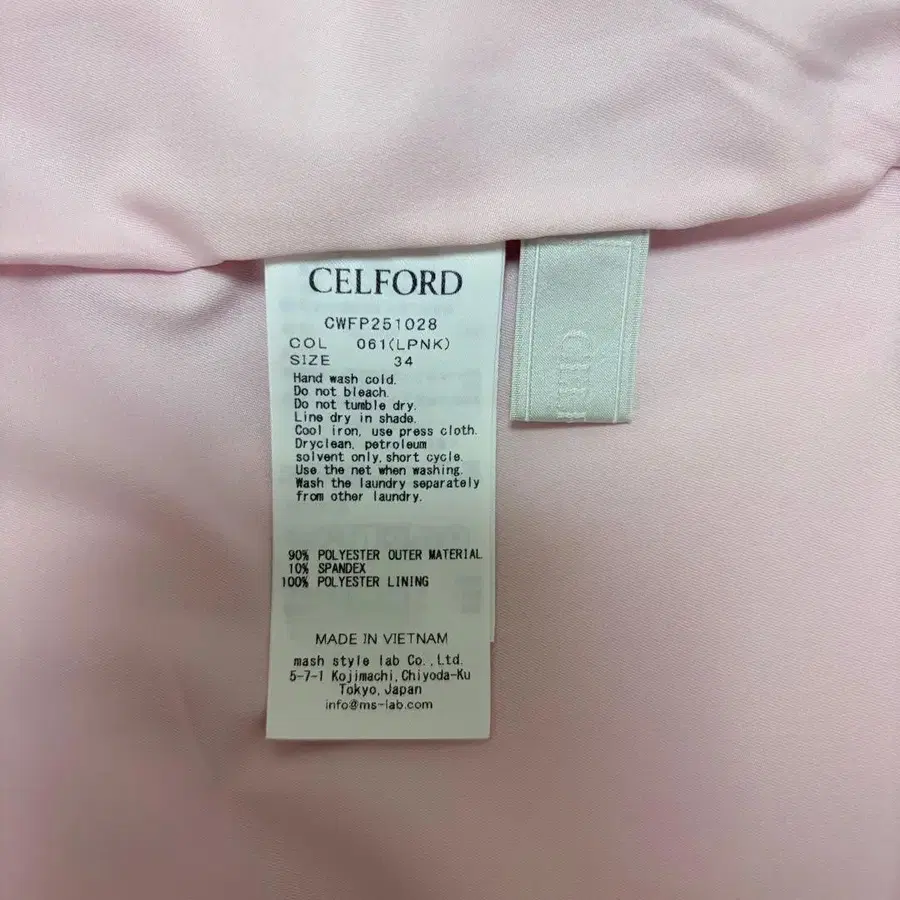 CELFORD
CWFP251028
COL 061(LPNK)
SIZE 34
Hand wash cold.
Do not bleach.
Do not tumble dry.
Line dry in shade.
Cool iron, use press cloth.
Dryclean, petroleum
solvent only, short cycle.
Use the net when washing.
Wash the laundry separately
from other laundry.
90% POLYESTER OUTER MATERIAL
10% SPANDEX
100% POLYESTER LINING
MADE IN VIETNAM
mash style lab Co.,Ltd.
5-7-1 Kojimachi, Chiyoda-Ku
Tokyo, Japan
info@ms-lab.com